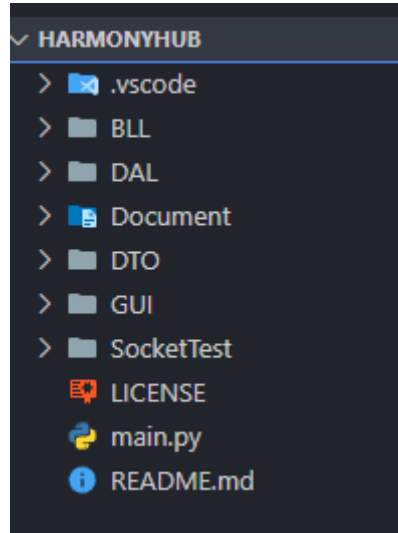 HARMONYHUB
.vscode
BLL
DAL
Document
DTO
GUI
SocketTest
LICENSE
main.py
README.md